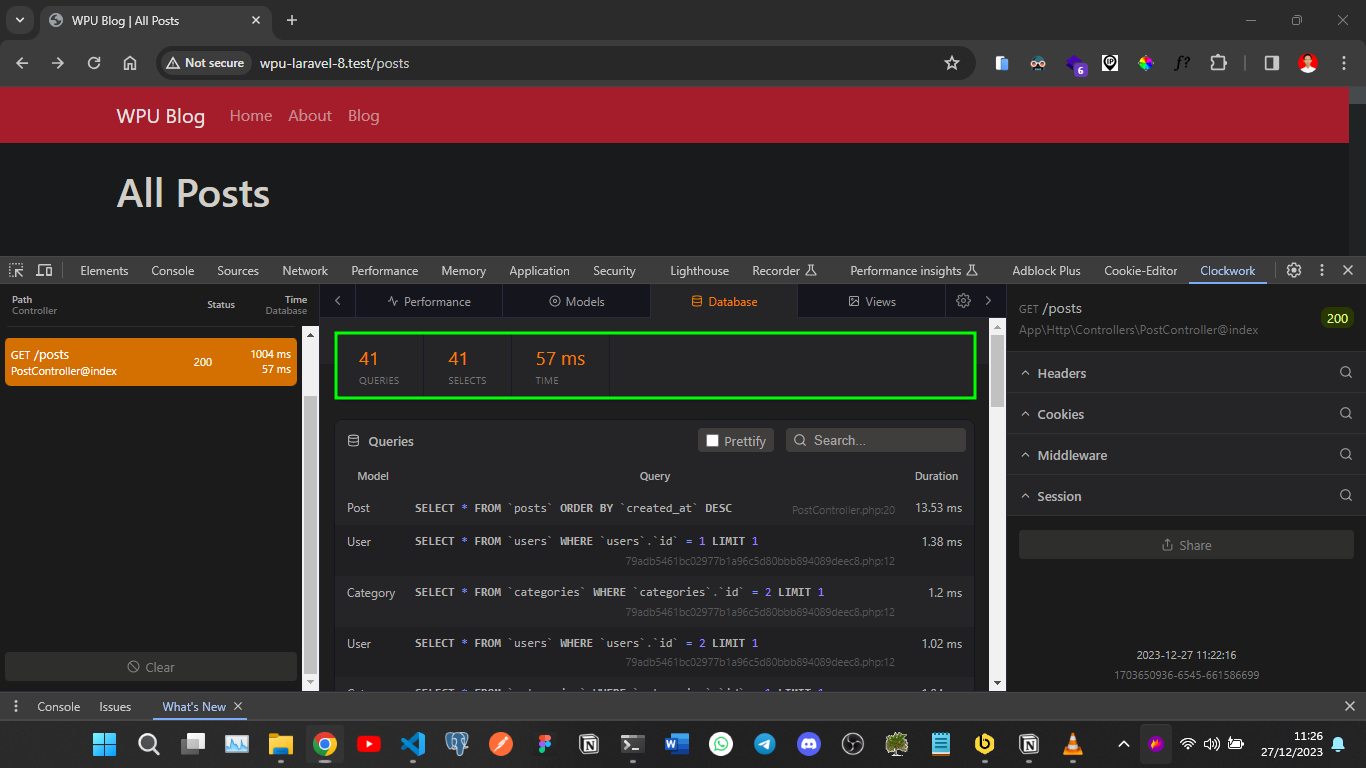 WPU Blog | All Posts
Not secure
wpu-laravel-8.test/posts
f?
6
WPU Blog Home About Blog
All Posts
Elements Console Sources Network Performance Memory Application Security Lighthouse Recorder Performance insights Adblock Plus Cookie-Editor Clockwork
Path
Controller
Status
Time
Database
GET /posts
PostController@index
200
1004 ms
57 ms
Clear
Performance Models Database Views
41
QUERIES
41
SELECTS
57 ms
TIME
Queries
Prettify
Search...
Model Query Duration
Post SELECT * FROM `posts` ORDER BY `created_at` DESC PostController.php:20 13.53 ms
User SELECT * FROM `users` WHERE `users`.`id` = 1 LIMIT 1 1.38 ms
79adb5461bc02977b1a96c5d80bbb894089deec8.php:12
Category SELECT * FROM `categories` WHERE `categories`.`id` = 2 LIMIT 1 1.2 ms
79adb5461bc02977b1a96c5d80bbb894089deec8.php:12
User SELECT * FROM `users` WHERE `users`.`id` = 2 LIMIT 1 1.02 ms
79adb5461bc02977b1a96c5d80bbb894089deec8.php:12
GET /posts
App\Http\Controllers\PostController@index
200
Headers
Cookies
Middleware
Session
Share
2023-12-27 11:22:16
1703650936-6545-661586699
Console Issues What's New
11:26
27/12/2023